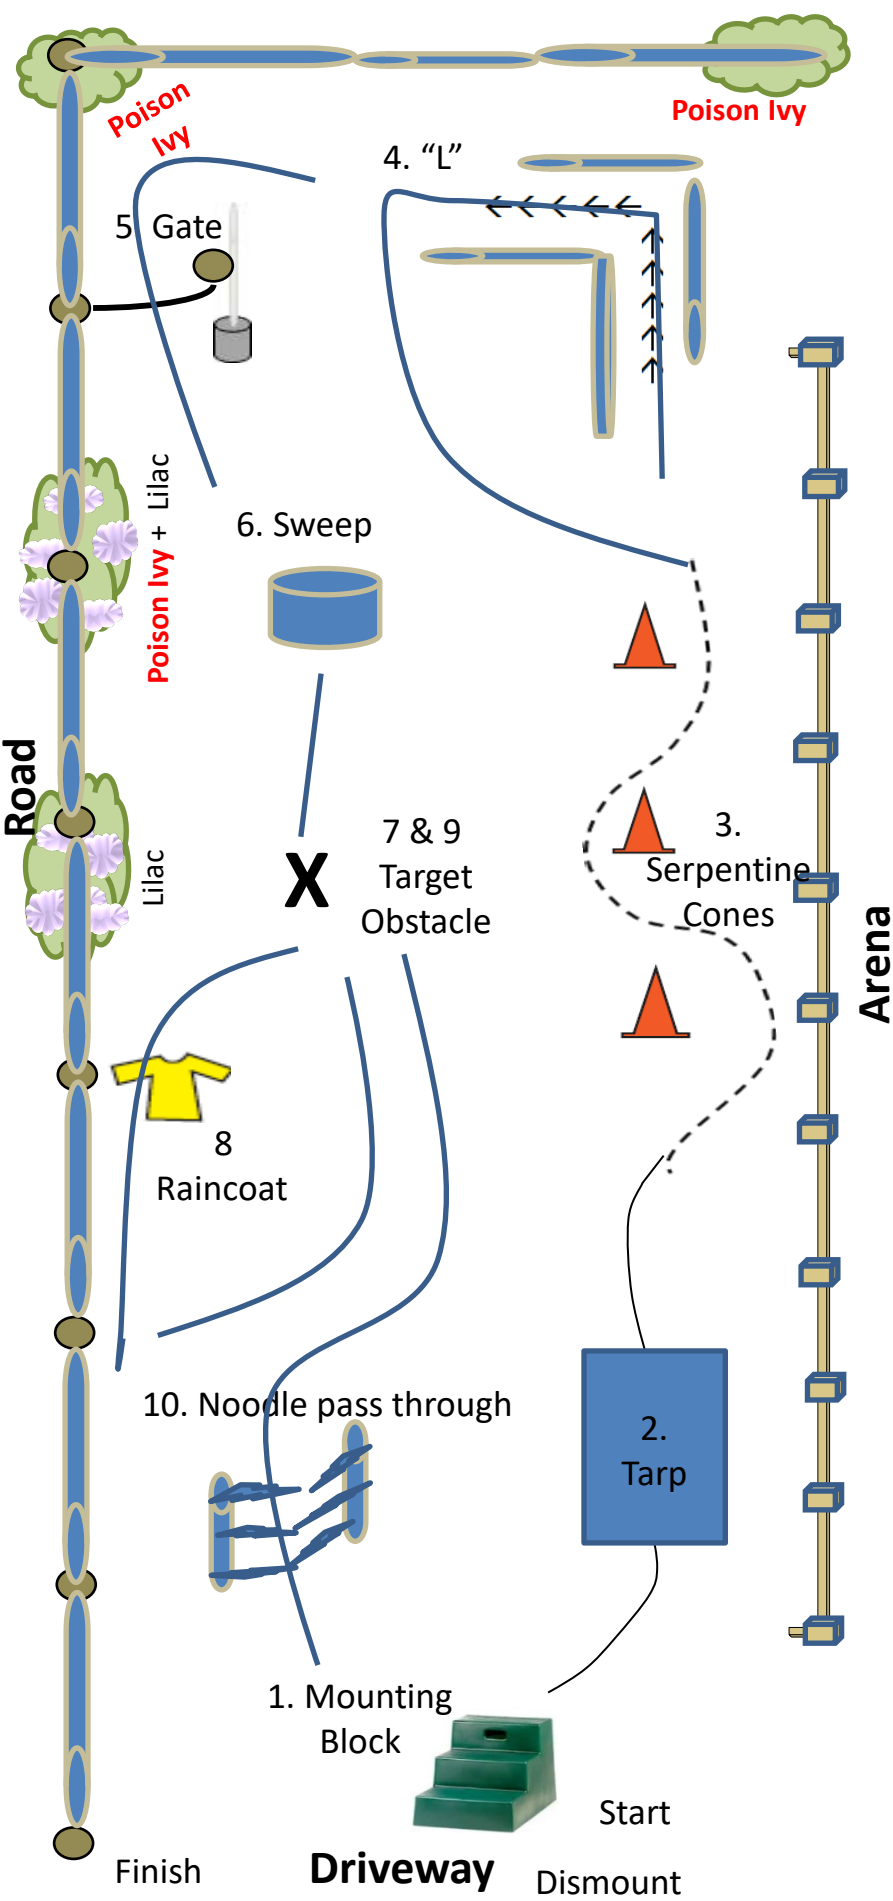 Poison
Ivy
Poison Ivy
4. “L”
5. Gate
Poison Ivy + Lilac
6. Sweep
Road
Lilac
7 & 9
Target
Obstacle
3.
Serpentine
Cones
Arena
8
Raincoat
10. Noodle pass through
2.
Tarp
1. Mounting
Block
Start
Finish
Driveway
Dismount